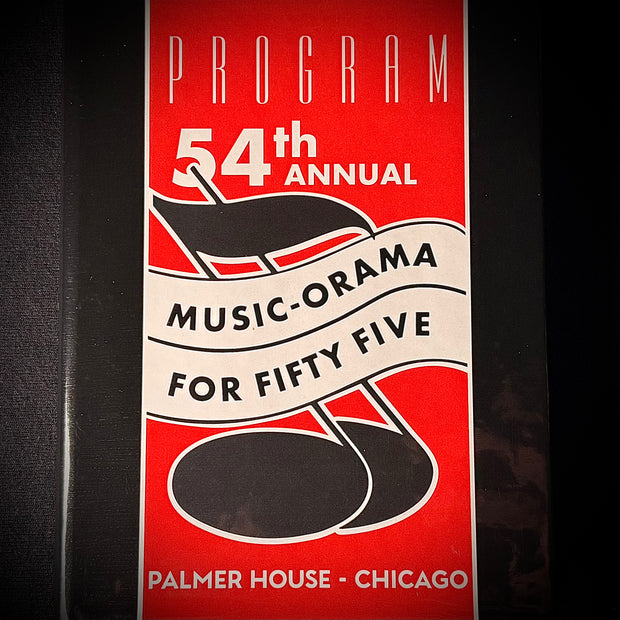 PROGRAM
54th
ANNUAL
MUSIC-ORAMA
FOR FIFTY FIVE
PALMER HOUSE - CHICAGO